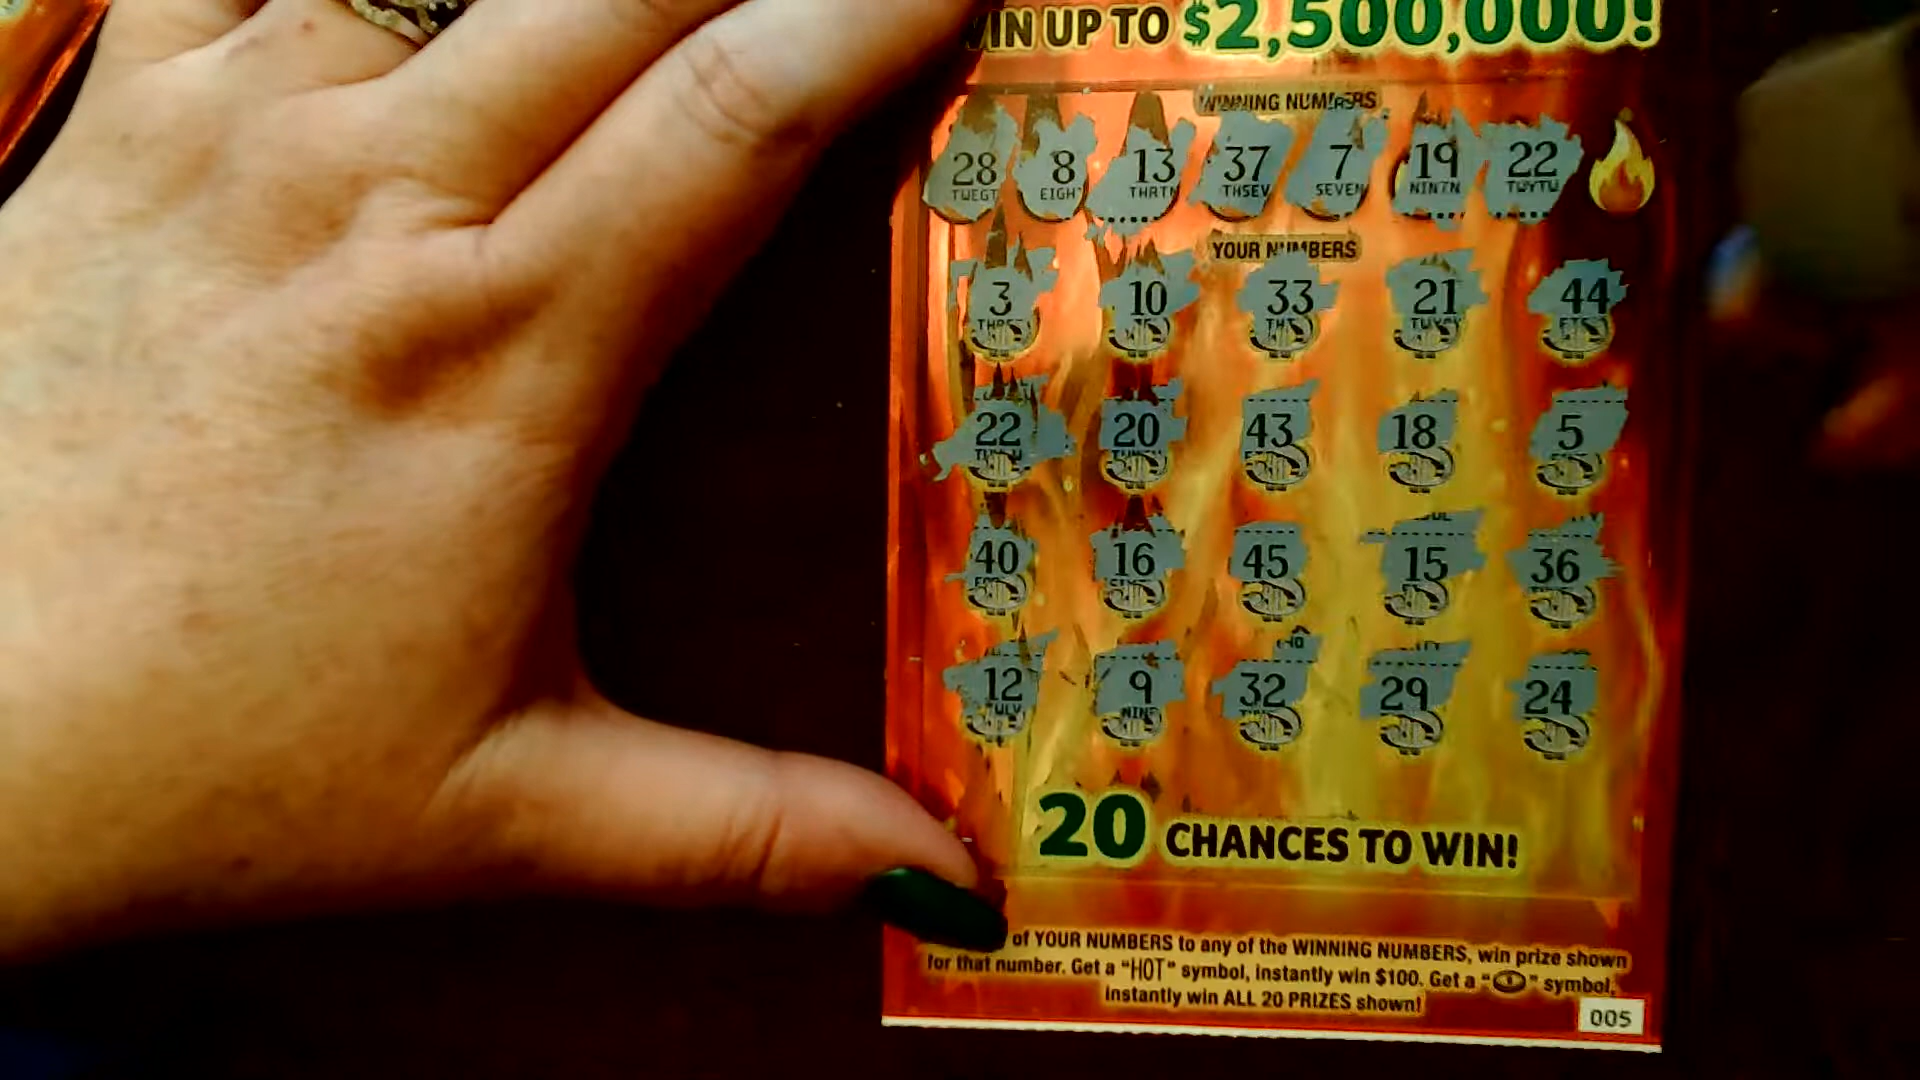 WIN UP TO $2,500,000!
WINNING NUMBERS
28 8 13 37 7 19 22
TWEGT EIGHT THRTN THSEV SEVEN NINTN TWYTW
YOUR NUMBERS
3 10 33 21 44
22 20 43 18 5
40 16 45 15 36
12 9 32 29 24
NINE
20 CHANCES TO WIN!
of YOUR NUMBERS to any of the WINNING NUMBERS, win prize shown
for that number. Get a "HOT" symbol, instantly win $100. Get a " " symbol,
instantly win ALL 20 PRIZES shown!
005